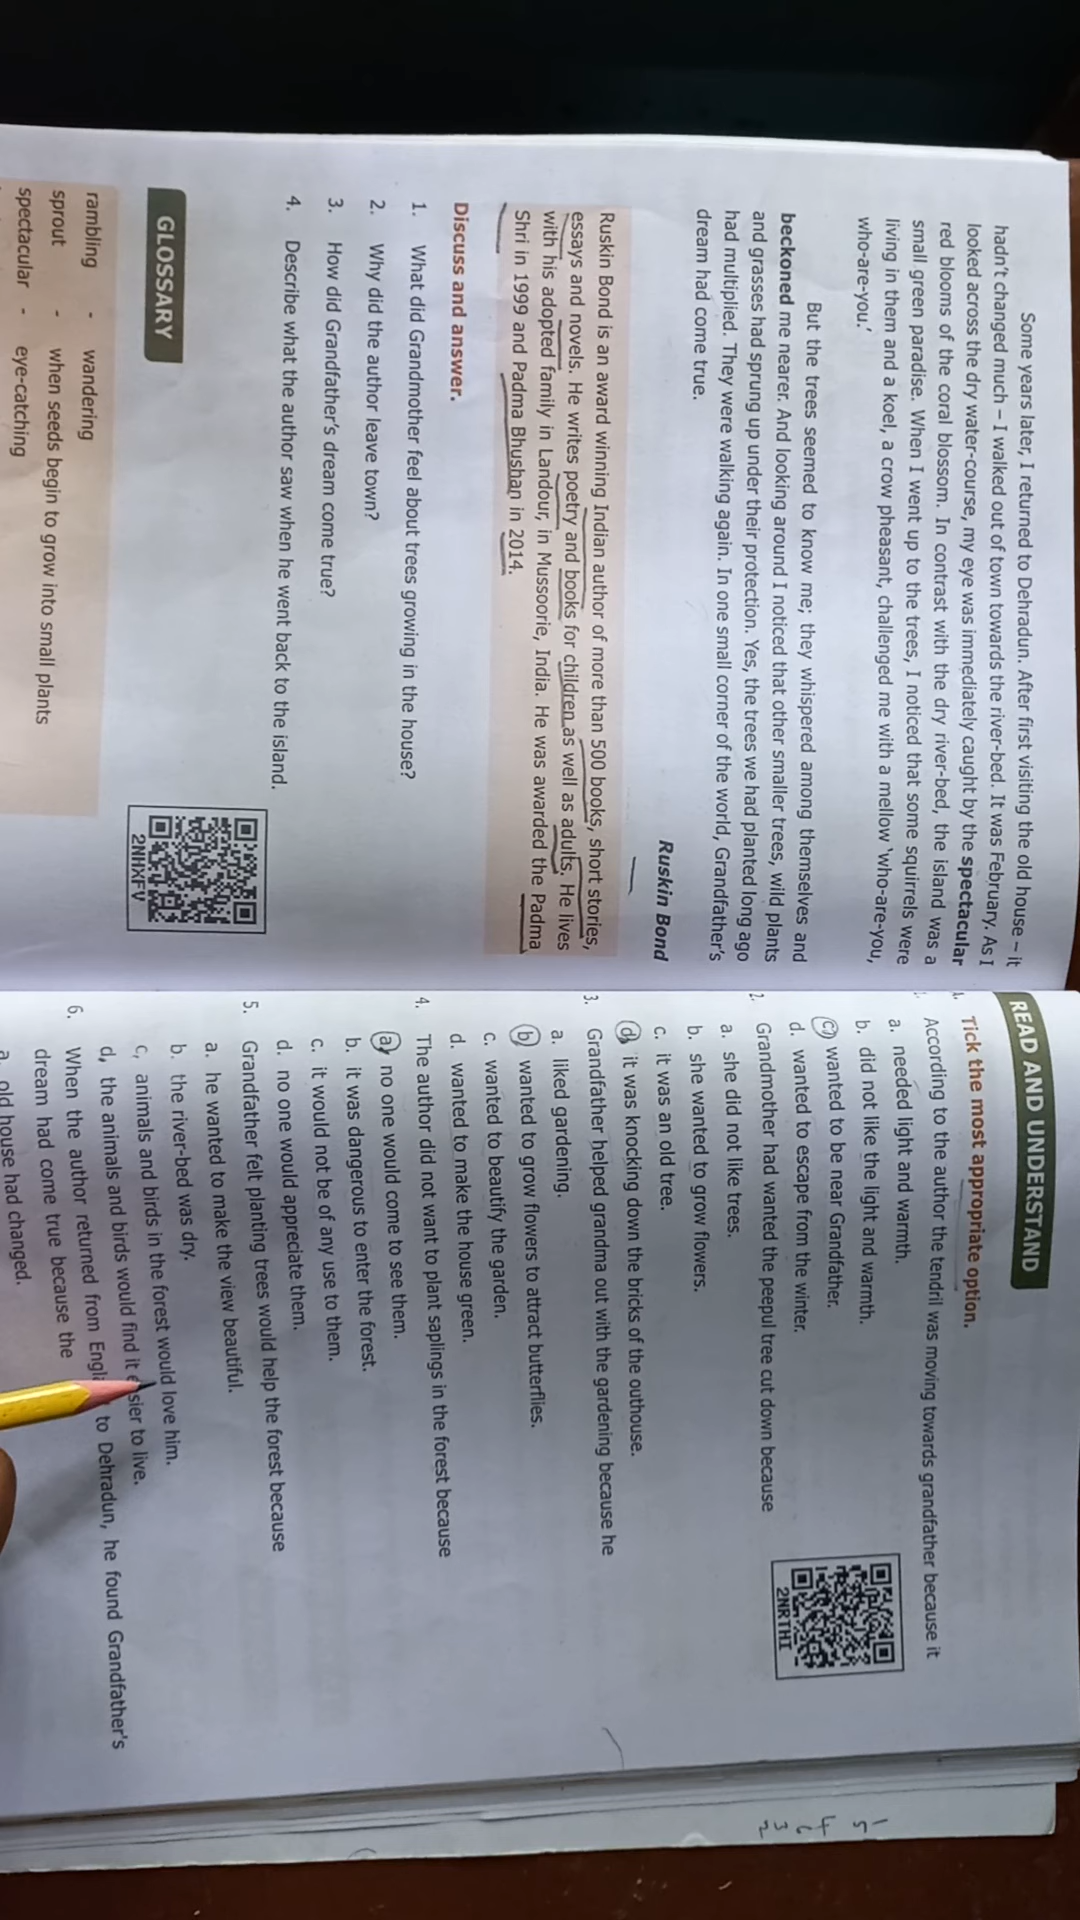 Some years later, I returned to Dehradun. After first visiting the old house – it
hadn't changed much – I walked out of town towards the river-bed. It was February. As I
looked across the dry water-course, my eye was immediately caught by the spectacular
red blooms of the coral blossom. In contrast with the dry river-bed, the island was a
small green paradise. When I went up to the trees, I noticed that some squirrels were
living in them and a koel, a crow pheasant, challenged me with a mellow 'who-are-you,
who-are-you.'
But the trees seemed to know me; they whispered among themselves and
beckoned me nearer. And looking around I noticed that other smaller trees, wild plants
and grasses had sprung up under their protection. Yes, the trees we had planted long ago
had multiplied. They were walking again. In one small corner of the world, Grandfather's
dream had come true.
Ruskin Bond
Ruskin Bond is an award winning Indian author of more than 500 books, short stories,
essays and novels. He writes poetry and books for children as well as adults. He lives
with his adopted family in Landour, in Mussoorie, India. He was awarded the Padma
Shri in 1999 and Padma Bhushan in 2014.
Discuss and answer.
1. What did Grandmother feel about trees growing in the house?
2. Why did the author leave town?
3. How did Grandfather's dream come true?
4. Describe what the author saw when he went back to the island.
2NHXFV
GLOSSARY
rambling - wandering
sprout - when seeds begin to grow into small plants
spectacular - eye-catching
READ AND UNDERSTAND
Tick the most appropriate option.
According to the author the tendril was moving towards grandfather because it
a. needed light and warmth.
b. did not like the light and warmth.
c. wanted to be near Grandfather.
d. wanted to escape from the winter.
2NRTHI
2. Grandmother had wanted the peepul tree cut down because
a. she did not like trees.
b. she wanted to grow flowers.
c. it was an old tree.
d. it was knocking down the bricks of the outhouse.
3. Grandfather helped grandma out with the gardening because he
a. liked gardening.
b. wanted to grow flowers to attract butterflies.
c. wanted to beautify the garden.
d. wanted to make the house green.
4. The author did not want to plant saplings in the forest because
a. no one would come to see them.
b. it was dangerous to enter the forest.
c. it would not be of any use to them.
d. no one would appreciate them.
5. Grandfather felt planting trees would help the forest because
a. he wanted to make the view beautiful.
b. the river-bed was dry.
c. animals and birds in the forest would love him.
d. the animals and birds would find it easier to live.
6. When the author returned from to Dehradun, he found Grandfather's
dream had come true because the
a. old house had changed.